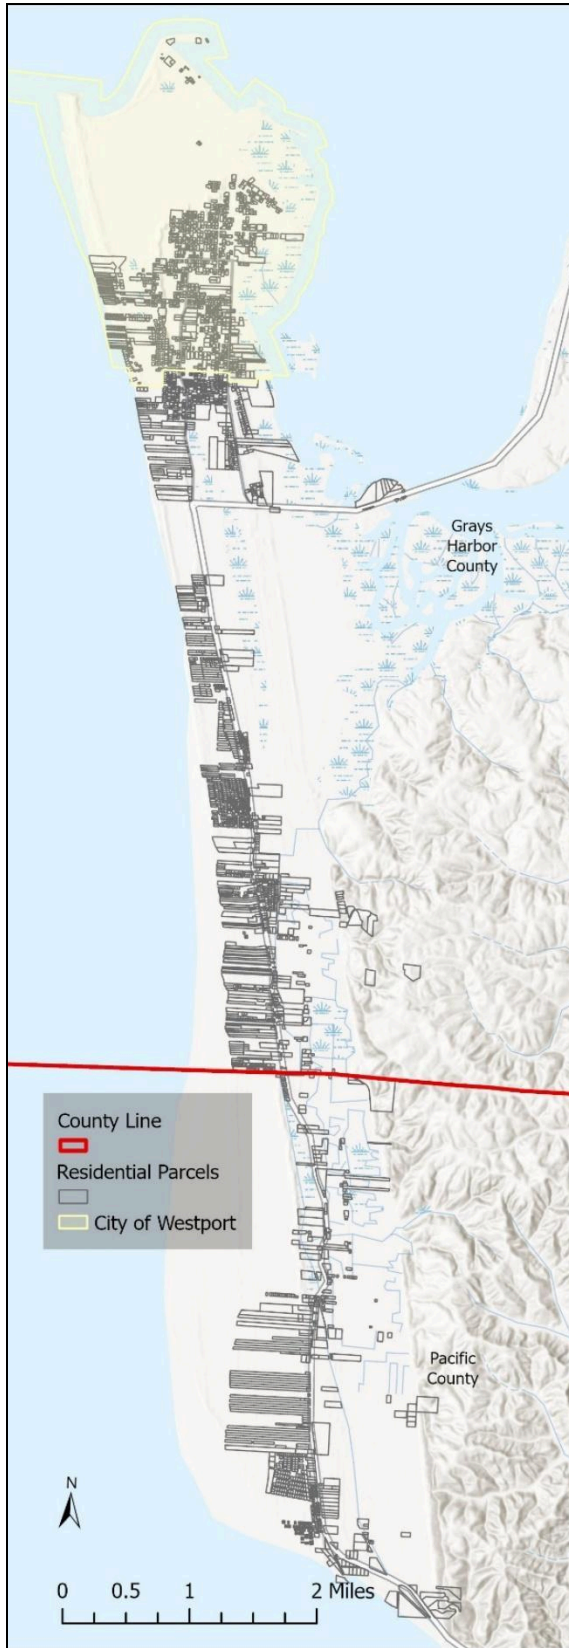 Grays
Harbor
County
County Line
Residential Parcels
City of Westport
Pacific
County
N
0 0.5 1 2 Miles